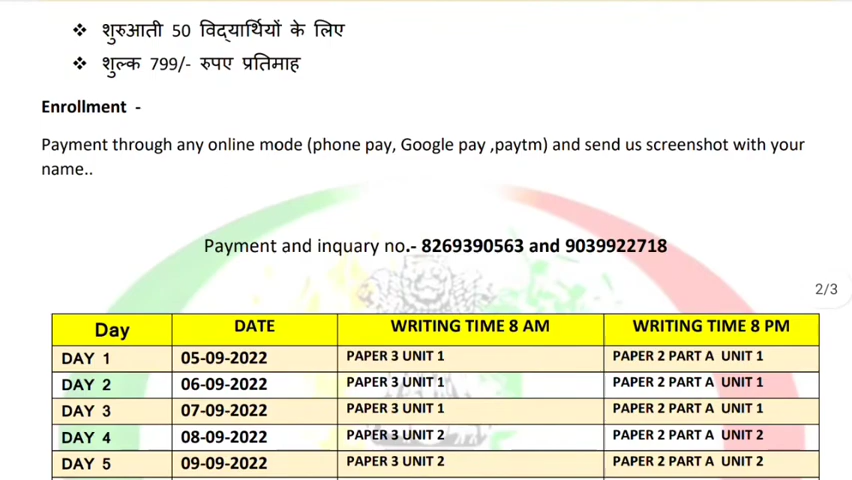 ❖ शुरुआती 50 विद्यार्थियों के लिए
❖ शुल्क 799/- रुपए प्रतिमाह
Enrollment -
Payment through any online mode (phone pay, Google pay ,paytm) and send us screenshot with your
name..
Payment and inquary no.- 8269390563 and 9039922718
2/3
Day DATE WRITING TIME 8 AM WRITING TIME 8 PM
DAY 1 05-09-2022 PAPER 3 UNIT 1 PAPER 2 PART A UNIT 1
DAY 2 06-09-2022 PAPER 3 UNIT 1 PAPER 2 PART A UNIT 1
DAY 3 07-09-2022 PAPER 3 UNIT 1 PAPER 2 PART A UNIT 1
DAY 4 08-09-2022 PAPER 3 UNIT 2 PAPER 2 PART A UNIT 2
DAY 5 09-09-2022 PAPER 3 UNIT 2 PAPER 2 PART A UNIT 2